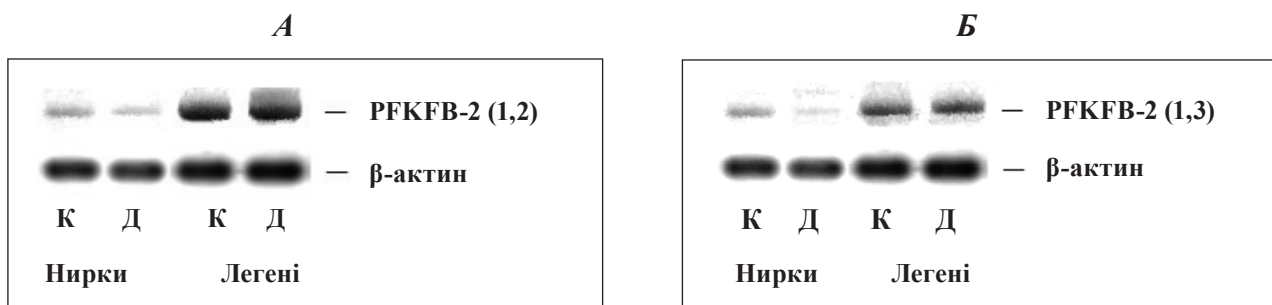 А
PFKFB-2 (1,2)
β-актин
К Д К Д
Нирки Легені
Б
PFKFB-2 (1,3)
β-актин
К Д К Д
Нирки Легені